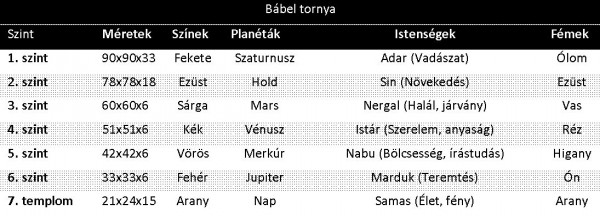 Bábel tornya
Szint Méretek Színek Planéták Istenségek Fémek
1. szint 90x90x33 Fekete Szaturnusz Adar (Vadászat) Ólom
2. szint 78x78x18 Ezüst Hold Sin (Növekedés) Ezüst
3. szint 60x60x6 Sárga Mars Nergal (Halál, járvány) Vas
4. szint 51x51x6 Kék Vénusz Istár (Szerelem, anyaság) Réz
5. szint 42x42x6 Vörös Merkúr Nabu (Bölcsesség, írástudás) Higany
6. szint 33x33x6 Fehér Jupiter Marduk (Teremtés) Ón
7. templom 21x24x15 Arany Nap Samas (Élet, fény) Arany